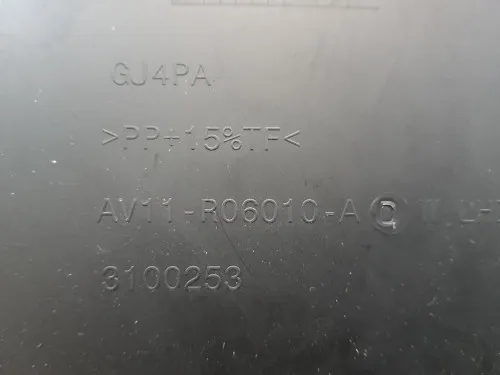 GJ4PA
>PP+15%TF<
AV11-R06010-A D
3100253